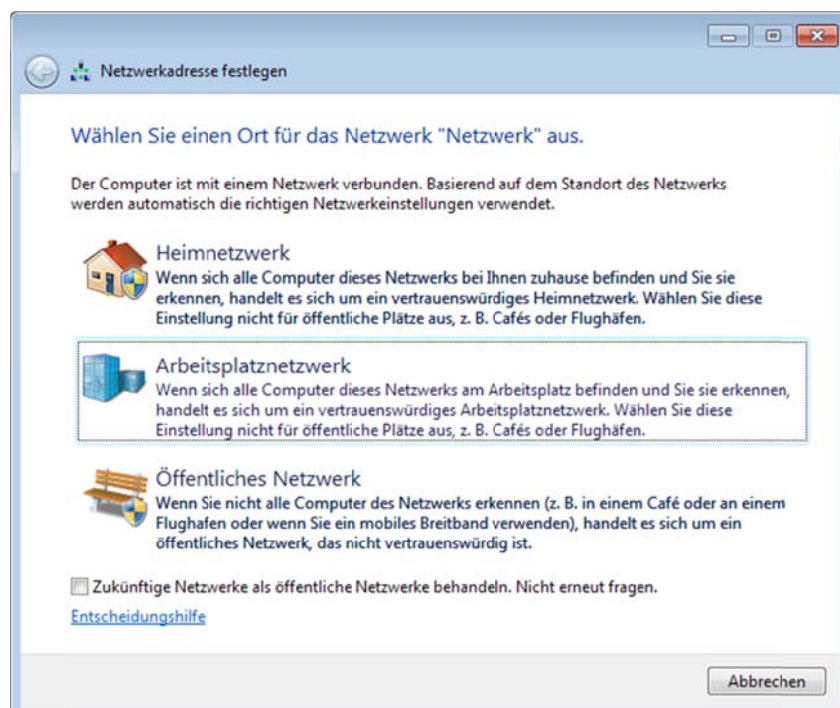 Netzwerkadresse festlegen
Wählen Sie einen Ort für das Netzwerk "Netzwerk" aus.
Der Computer ist mit einem Netzwerk verbunden. Basierend auf dem Standort des Netzwerks
werden automatisch die richtigen Netzwerkeinstellungen verwendet.
Heimnetzwerk
Wenn sich alle Computer dieses Netzwerks bei Ihnen zuhause befinden und Sie sie
erkennen, handelt es sich um ein vertrauenswürdiges Heimnetzwerk. Wählen Sie diese
Einstellung nicht für öffentliche Plätze aus, z. B. Cafés oder Flughäfen.
Arbeitsplatznetzwerk
Wenn sich alle Computer dieses Netzwerks am Arbeitsplatz befinden und Sie sie erkennen,
handelt es sich um ein vertrauenswürdiges Arbeitsplatznetzwerk. Wählen Sie diese
Einstellung nicht für öffentliche Plätze aus, z. B. Cafés oder Flughäfen.
Öffentliches Netzwerk
Wenn Sie nicht alle Computer des Netzwerks erkennen (z. B. in einem Café oder an einem
Flughafen oder wenn Sie ein mobiles Breitband verwenden), handelt es sich um ein
öffentliches Netzwerk, das nicht vertrauenswürdig ist.
Zukünftige Netzwerke als öffentliche Netzwerke behandeln. Nicht erneut fragen.
Entscheidungshilfe
Abbrechen